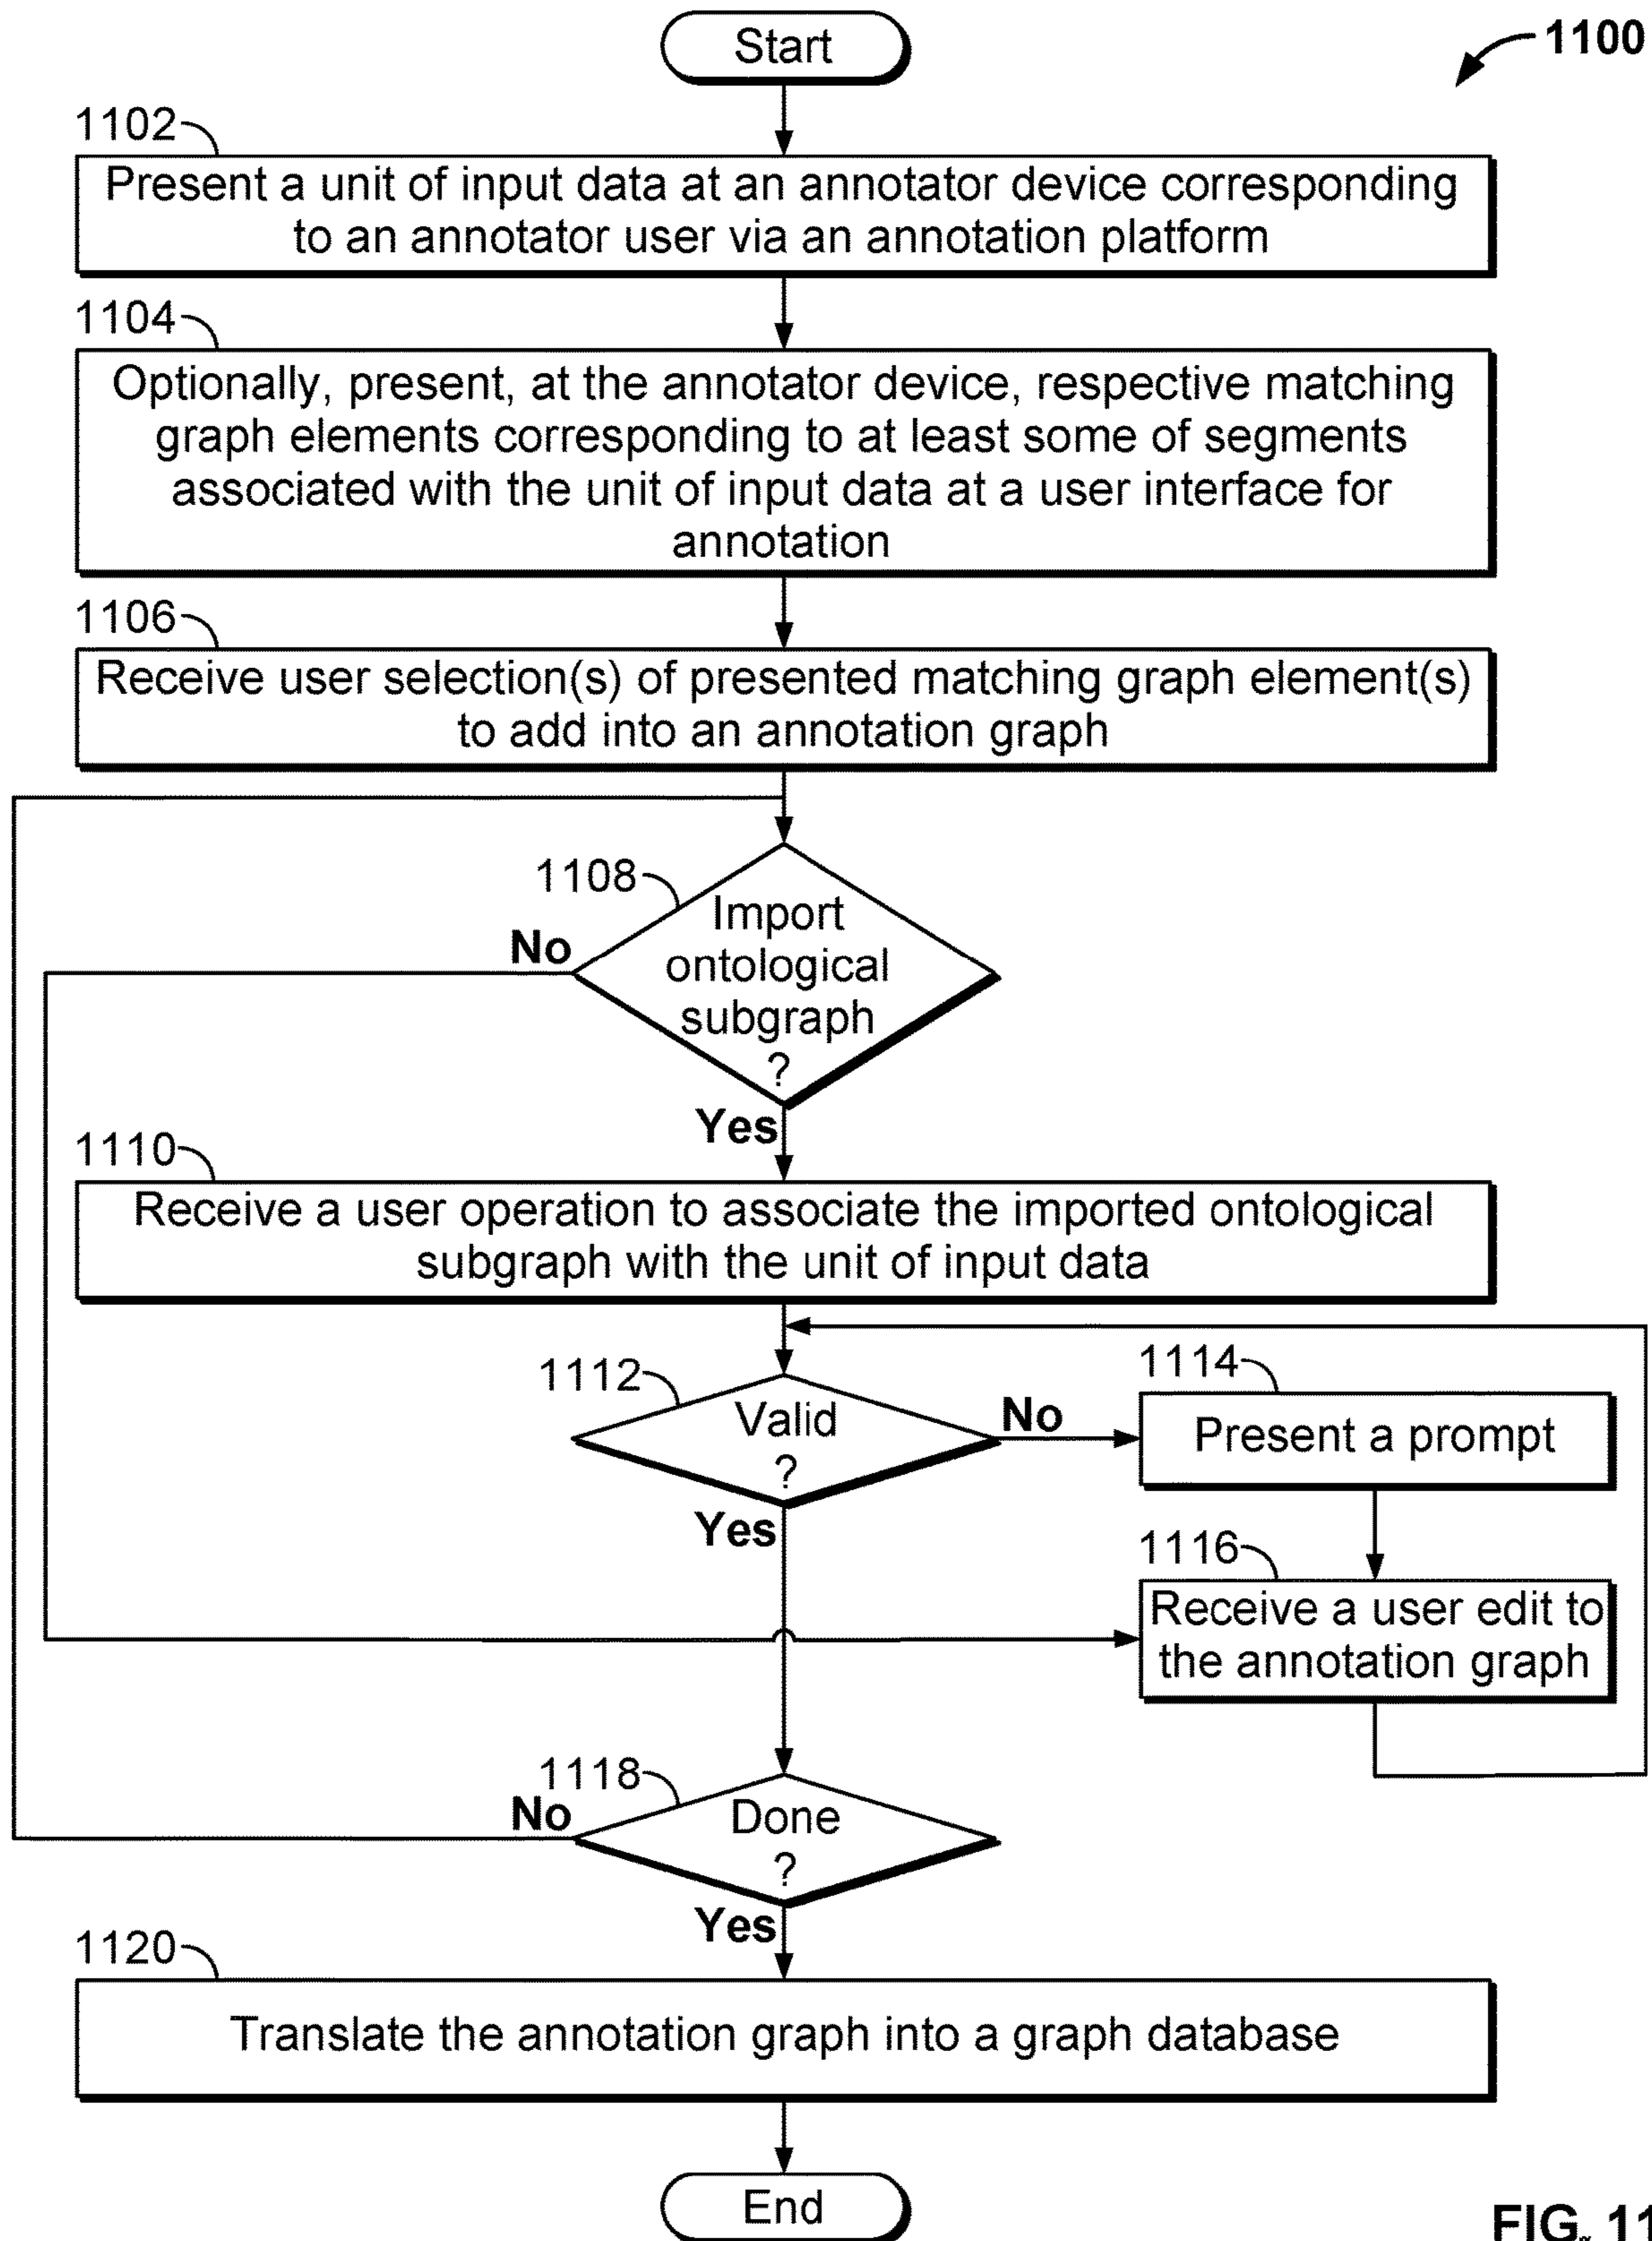 Start
1100
1102
Present a unit of input data at an annotator device corresponding
to an annotator user via an annotation platform
1104
Optionally, present, at the annotator device, respective matching
graph elements corresponding to at least some of segments
associated with the unit of input data at a user interface for
annotation
1106
Receive user selection(s) of presented matching graph element(s)
to add into an annotation graph
1108
Import
ontological
subgraph
?
No
Yes
1110
Receive a user operation to associate the imported ontological
subgraph with the unit of input data
1112
Valid
?
No
Yes
1114
Present a prompt
1116
Receive a user edit to
the annotation graph
1118
Done
?
No
Yes
1120
Translate the annotation graph into a graph database
End
FIG. 11